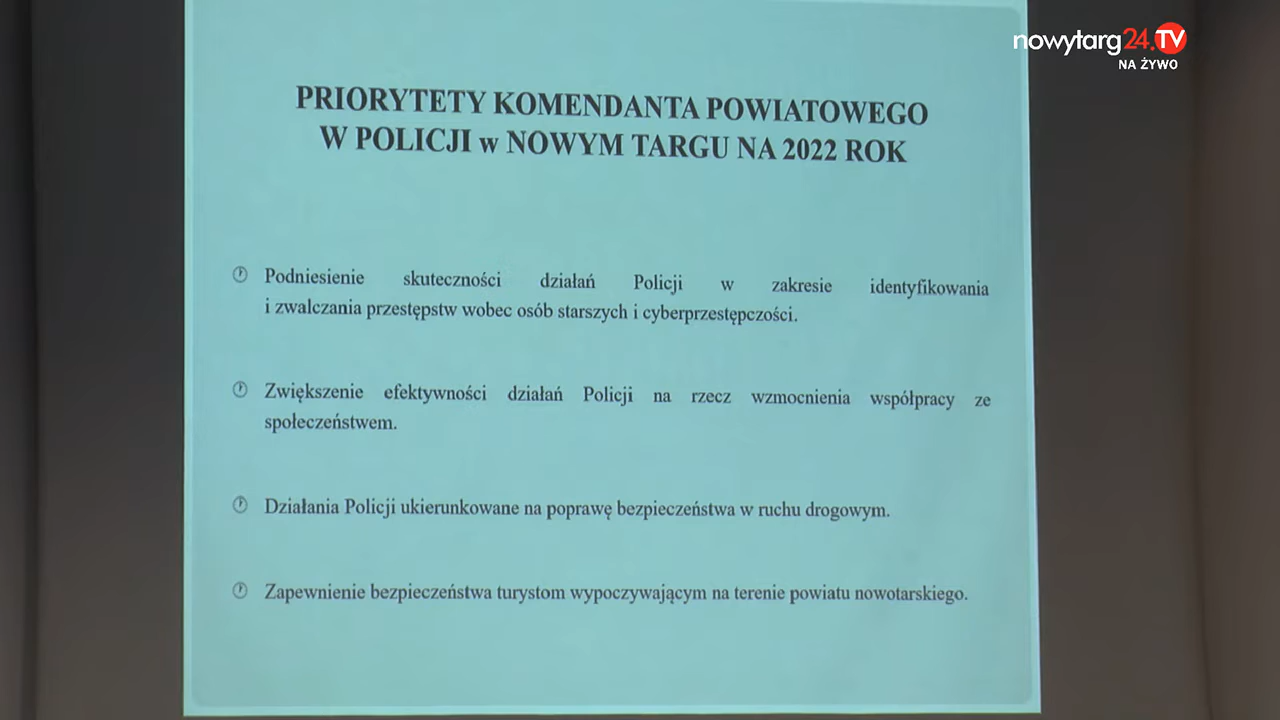 nowytarg24.TV
NA ŻYWO
PRIORYTETY KOMENDANTA POWIATOWEGO
W POLICJI w NOWYM TARGU NA 2022 ROK
Podniesienie skuteczności działań Policji w zakresie identyfikowania
i zwalczania przestępstw wobec osób starszych i cyberprzestępczości.
Zwiększenie efektywności działań Policji na rzecz wzmocnienia współpracy ze
społeczeństwem.
Działania Policji ukierunkowane na poprawę bezpieczeństwa w ruchu drogowym.
Zapewnienie bezpieczeństwa turystom wypoczywającym na terenie powiatu nowotarskiego.